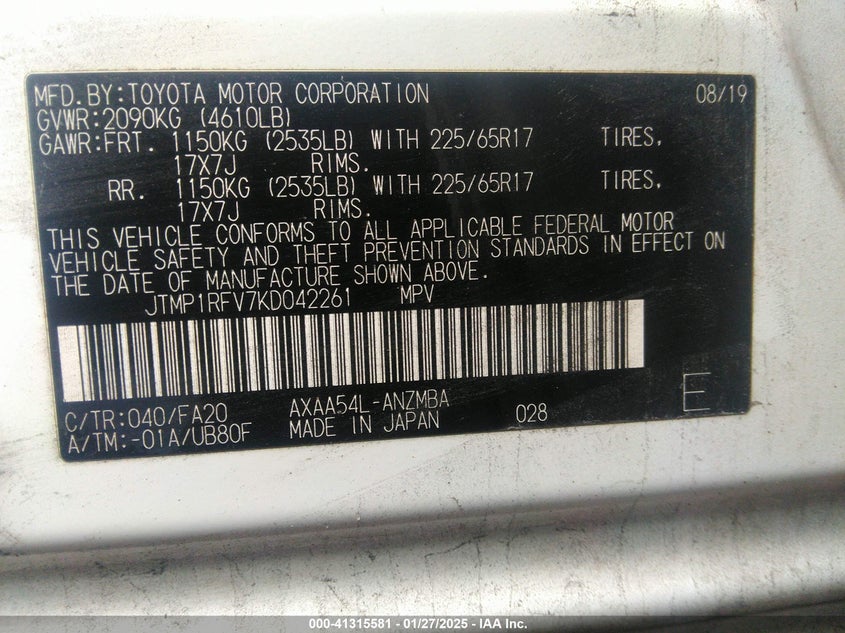 MFD.BY:TOYOTA MOTOR CORPORATION 08/19
GVWR:2090KG (4610LB)
GAWR:FRT. 1150KG (2535LB) WITH 225/65R17 TIRES,
17X7J RIMS.
RR. 1150KG (2535LB) WITH 225/65R17 TIRES,
17X7J RIMS.
THIS VEHICLE CONFORMS TO ALL APPLICABLE FEDERAL MOTOR
VEHICLE SAFETY AND THEFT PREVENTION STANDARDS IN EFFECT ON
THE DATE OF MANUFACTURE SHOWN ABOVE.
JTMP1RFV7KD042261 MPV
C/TR:040/FA20 AXAA54L-ANZMBA 028 E
A/TM:-01A/UB80F MADE IN JAPAN
000-41315581 - 01/27/2025 - IAA Inc. (C)